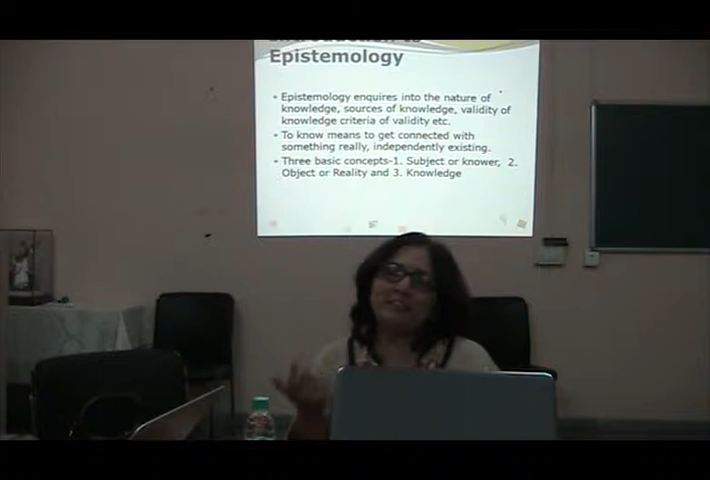 Introduction to
Epistemology
• Epistemology enquires into the nature of
knowledge, sources of knowledge, validity of
knowledge criteria of validity etc.
• To know means to get connected with
something really, independently existing.
• Three basic concepts-1. Subject or knower, 2.
Object or Reality and 3. Knowledge